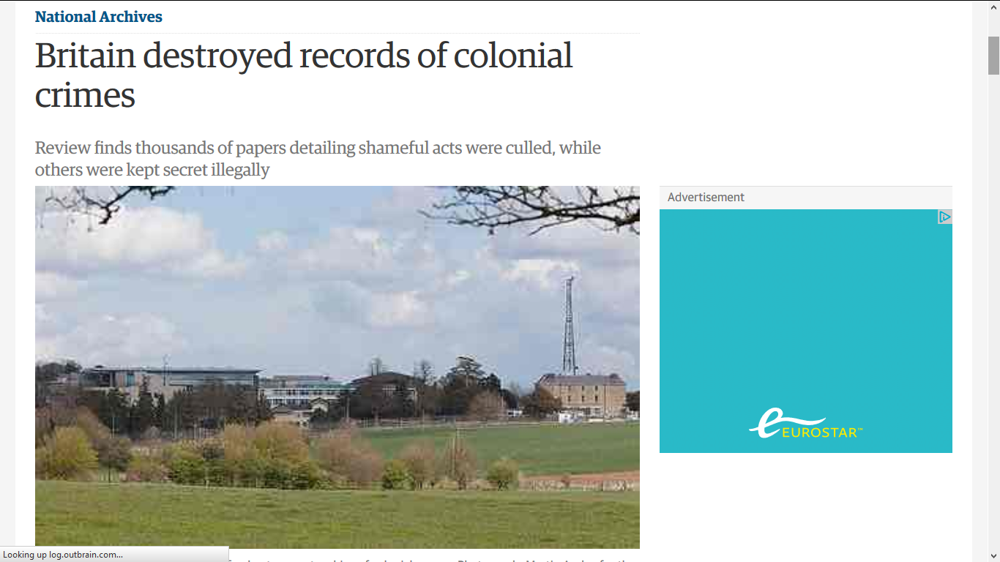 National Archives
Britain destroyed records of colonial
crimes
Review finds thousands of papers detailing shameful acts were culled, while
others were kept secret illegally
Advertisement
e
EUROSTAR™
Looking up log.outbrain.com...